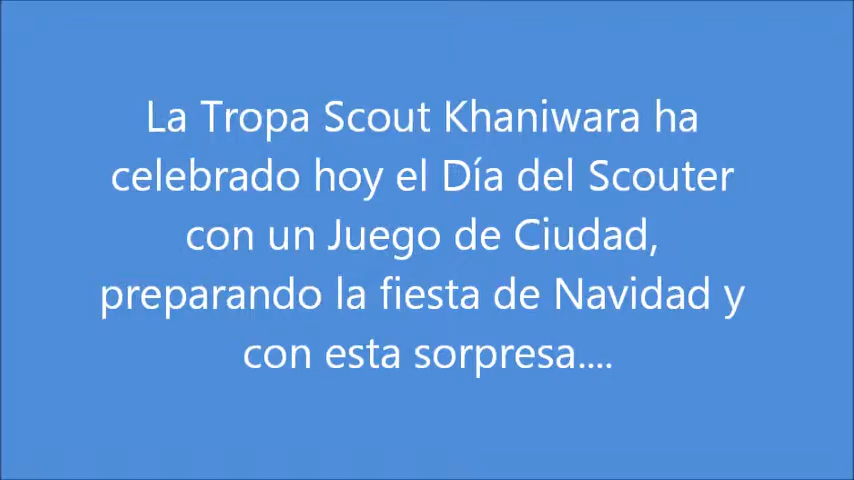 La Tropa Scout Khaniwara ha
celebrado hoy el Día del Scouter
con un Juego de Ciudad,
preparando la fiesta de Navidad y
con esta sorpresa....